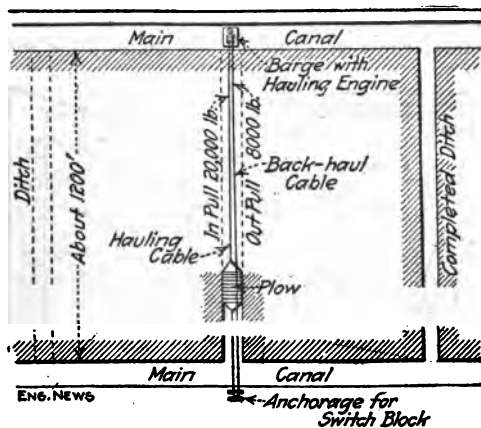 Main Canal
Barge with
Hauling Engine
In Pull 20,000 lb.
Out Pull 8000 lb.
Back-haul
Cable
Ditch
About 1200'
Hauling
Cable
Plow
Completed Ditch
Main Canal
ENG. NEWS
Anchorage for
Switch Block